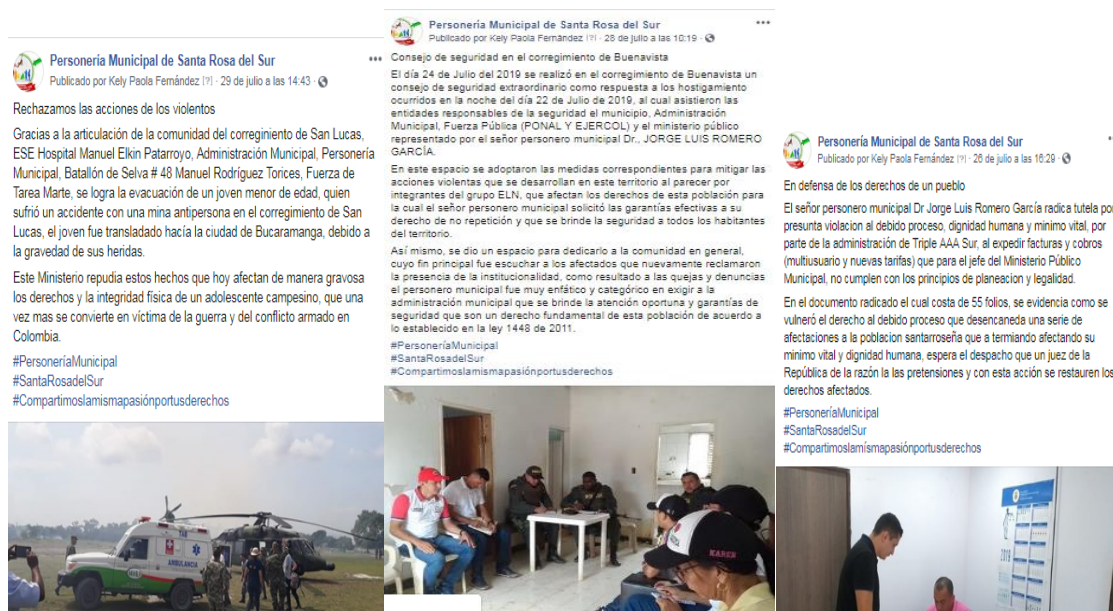 Personería Municipal de Santa Rosa del Sur
Publicado por Kely Paola Fernández [?] · 29 de julio a las 14:43 ·
Rechazamos las acciones de los violentos
Gracias a la articulación de la comunidad del corregiminto de San Lucas,
ESE Hospital Manuel Elkin Patarroyo, Administración Municipal, Personería
Municipal, Batallón de Selva # 48 Manuel Rodríguez Torices, Fuerza de
Tarea Marte, se logra la evacuación de un joven menor de edad, quien
sufrió un accidente con una mina antipersona en el corregimiento de San
Lucas, el joven fue transladado hacía la ciudad de Bucaramanga, debido a
la gravedad de sus heridas.
Este Ministerio repudia estos hechos que hoy afectan de manera gravosa
los derechos y la integridad física de un adolescente campesino, que una
vez mas se convierte en víctima de la guerra y del conflicto armado en
Colombia.
#PersoneríaMunicipal
#SantaRosadelSur
#Compartimoslamismapasiónportusderechos
TAB
AMBULANCIA
Personería Municipal de Santa Rosa del Sur
Publicado por Kely Paola Fernández [?] · 28 de julio a las 10:19 ·
Consejo de seguridad en el corregimiento de Buenavista
El día 24 de Julio del 2019 se realizó en el corregimiento de Buenavista un
consejo de seguridad extraordinario como respuesta a los hostigamiento
ocurridos en la noche del día 22 de Julio de 2019, al cual asistieron las
entidades responsables de la seguridad el municipio, Administración
Municipal, Fuerza Pública (PONAL Y EJERCOL) y el ministerio público
representado por el señor personero municipal Dr., JORGE LUIS ROMERO
GARCÍA.
En este espacio se adoptaron las medidas correspondientes para mitigar las
acciones violentas que se desarrollan en este territorio al parecer por
integrantes del grupo ELN, que afectan los derechos de esta población para
la cual el señor personero municipal solicitó las garantías efectivas a su
derecho de no repetición y que se brinde la seguridad a todos los habitantes
del territorio.
Así mismo, se dio un espacio para dedicarlo a la comunidad en general,
cuyo fin principal fue escuchar a los afectados que nuevamente reclamaron
la presencia de la institucionalidad, como resultado a las quejas y denuncias
el personero municipal fue muy enfático y categórico en exigir a la
administración municipal que se brinde la atención oportuna y garantías de
seguridad que son un derecho fundamental de esta población de acuerdo a
lo establecido en la ley 1448 de 2011.
#PersoneríaMunicipal
#SantaRosadelSur
#Compartimoslamismapasiónportusderechos
KAREN
Personería Municipal de Santa Rosa del Sur
Publicado por Kely Paola Fernández [?] · 26 de julio a las 16:29 ·
En defensa de los derechos de un pueblo
El señor personero municipal Dr Jorge Luis Romero García radica tutela por
presunta violacion al debido proceso, dignidad humana y minimo vital, por
parte de la administración de Triple AAA Sur, al expedir facturas y cobros
(multiusuario y nuevas tarifas) que para el jefe del Ministerio Público
Municipal, no cumplen con los principios de planeacion y legalidad.
En el documento radicado el cual costa de 55 folios, se evidencia como se
vulneró el derecho al debido proceso que desencaneda una serie de
afectaciones a la poblacion santarroseña que a termiando afectando su
minimo vital y dignidad humana, espera el despacho que un juez de la
República de la razón la las pretensiones y con esta acción se restauren los
derechos afectados.
#PersoneríaMunicipal
#SantaRosadelSur
#Compartimoslamísmapasiónportusderechos